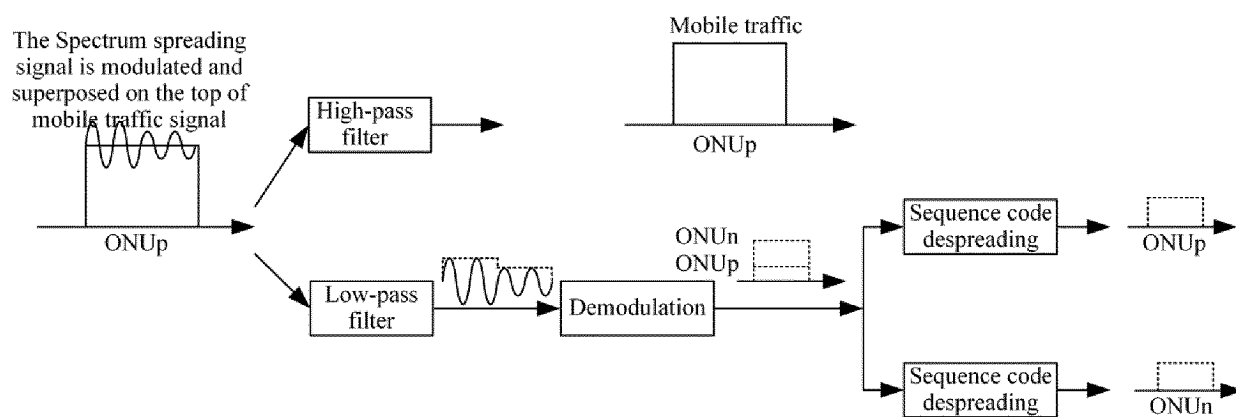 The Spectrum spreading
signal is modulated and
superposed on the top of
mobile traffic signal
ONUp
High-pass
filter
Mobile traffic
ONUp
Low-pass
filter
Demodulation
ONUn
ONUp
Sequence code
despreading
ONUp
Sequence code
despreading
ONUn